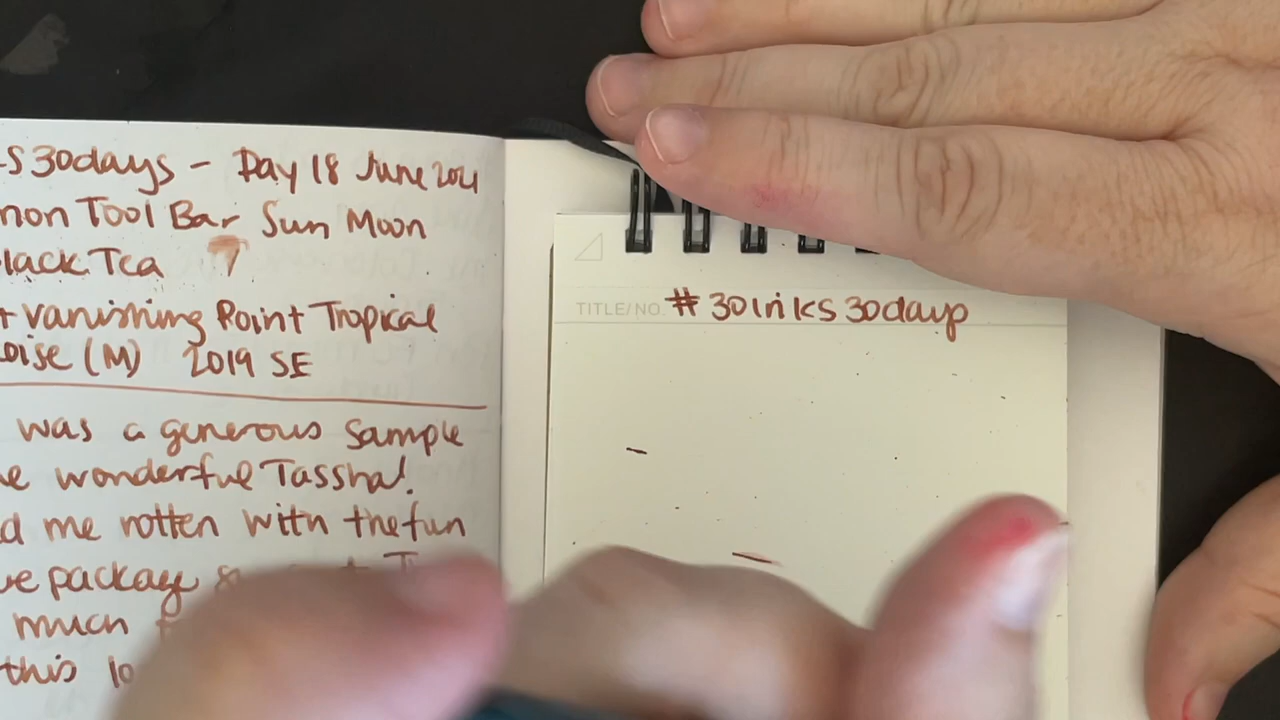 -s 30days - Day 18 June 2021
non Tool Bar Sun Moon
lack Tea
+ Vanishing Point Tropical
oise (M) 2019 SE
was a generous sample
e wonderful Tassha!
d me rotten with the fun
ve package
much
this lo
TITLE/NO. #30inks30days